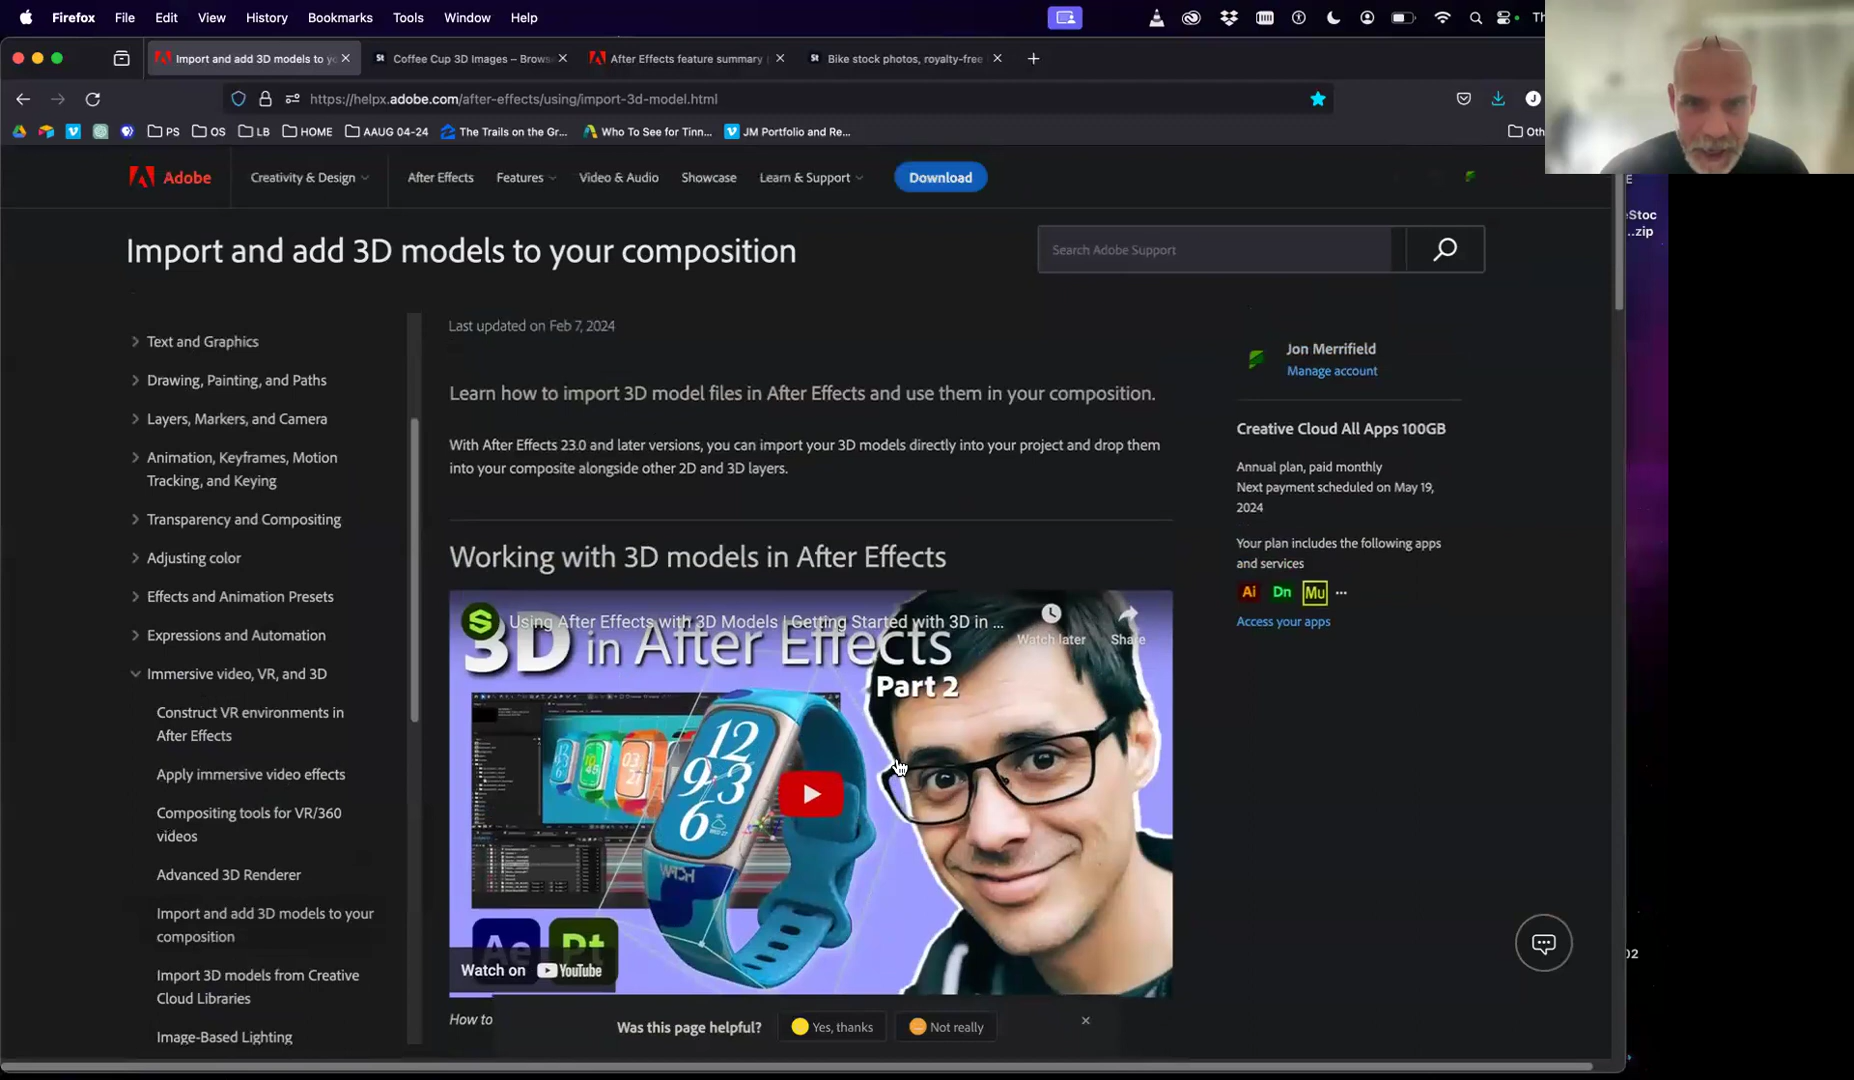 Firefox File Edit View History Bookmarks Tools Window Help
Import and add 3D models to yo
Coffee Cup 3D Images – Brows
After Effects feature summary (
Bike stock photos, royalty-free
https://helpx.adobe.com/after-effects/using/import-3d-model.html
J
PS OS LB HOME AAUG 04-24 The Trails on the Gr... Who To See for Tinn... JM Portfolio and Re...
Adobe Creativity & Design After Effects Features Video & Audio Showcase Learn & Support Download
eStoc
...zip
Import and add 3D models to your composition
Search Adobe Support
Text and Graphics
Drawing, Painting, and Paths
Layers, Markers, and Camera
Animation, Keyframes, Motion
Tracking, and Keying
Transparency and Compositing
Adjusting color
Effects and Animation Presets
Expressions and Automation
Immersive video, VR, and 3D
Construct VR environments in
After Effects
Apply immersive video effects
Compositing tools for VR/360
videos
Advanced 3D Renderer
Import and add 3D models to your
composition
Import 3D models from Creative
Cloud Libraries
Image-Based Lighting
Last updated on Feb 7, 2024
Learn how to import 3D model files in After Effects and use them in your composition.
With After Effects 23.0 and later versions, you can import your 3D models directly into your project and drop them
into your composite alongside other 2D and 3D layers.
Working with 3D models in After Effects
Using After Effects with 3D Models | Getting Started with 3D in ...
Watch later
Share
3D in After Effects
Part 2
12
9 3
6
Ae Pt
Watch on YouTube
How to
Was this page helpful?
Yes, thanks
Not really
Jon Merrifield
Manage account
Creative Cloud All Apps 100GB
Annual plan, paid monthly
Next payment scheduled on May 19,
2024
Your plan includes the following apps
and services
Ai Dn Mu ...
Access your apps
02